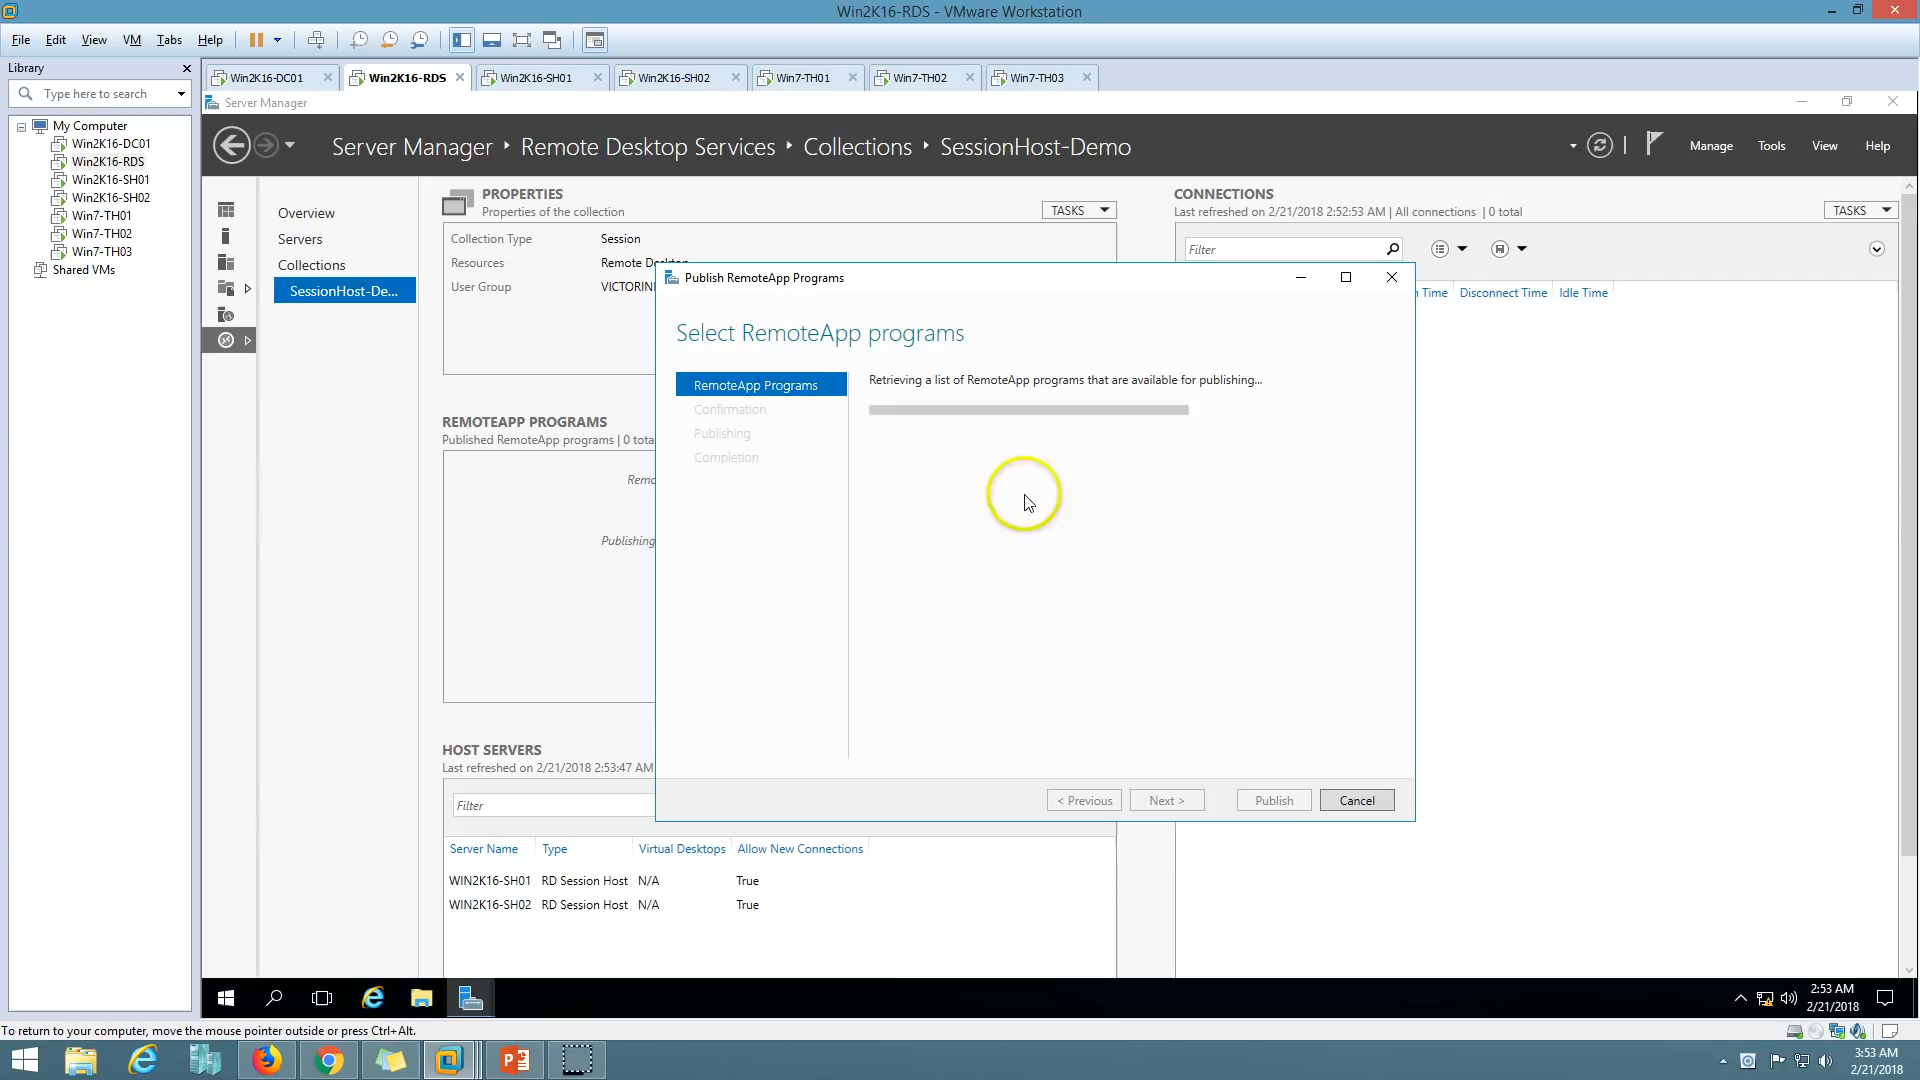 Win2K16-RDS - VMware Workstation
File Edit View VM Tabs Help
Library
Type here to search
My Computer
Win2K16-DC01
Win2K16-RDS
Win2K16-SH01
Win2K16-SH02
Win7-TH01
Win7-TH02
Win7-TH03
Shared VMs
Win2K16-DC01 Win2K16-RDS Win2K16-SH01 Win2K16-SH02 Win7-TH01 Win7-TH02 Win7-TH03
Server Manager
Server Manager Remote Desktop Services Collections SessionHost-Demo
Manage Tools View Help
Overview
Servers
Collections
SessionHost-De...
PROPERTIES
Properties of the collection
TASKS
Collection Type Session
Resources Remote Desktop
User Group VICTORIN
CONNECTIONS
Last refreshed on 2/21/2018 2:52:53 AM | All connections | 0 total
TASKS
Filter
n Time Disconnect Time Idle Time
REMOTEAPP PROGRAMS
Published RemoteApp programs | 0 tota
Remo
Publishing
Publish RemoteApp Programs
Select RemoteApp programs
RemoteApp Programs
Confirmation
Publishing
Completion
Retrieving a list of RemoteApp programs that are available for publishing...
< Previous Next > Publish Cancel
HOST SERVERS
Last refreshed on 2/21/2018 2:53:47 AM
Filter
Server Name Type Virtual Desktops Allow New Connections
WIN2K16-SH01 RD Session Host N/A True
WIN2K16-SH02 RD Session Host N/A True
2:53 AM
2/21/2018
To return to your computer, move the mouse pointer outside or press Ctrl+Alt.
3:53 AM
2/21/2018